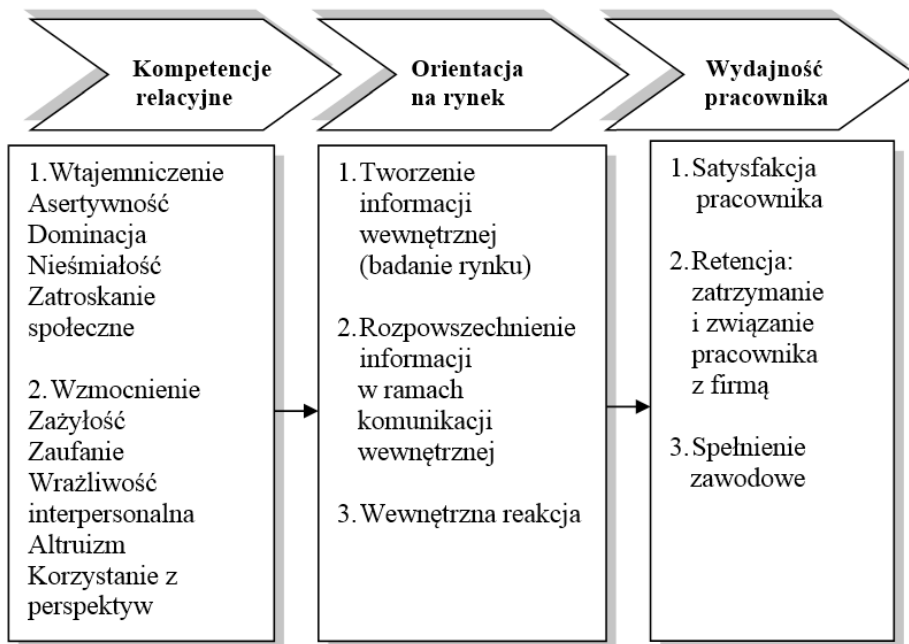 Kompetencje
relacyjne
Orientacja
na rynek
Wydajność
pracownika
1. Wtajemniczenie
Asertywność
Dominacja
Nieśmiałość
Zatroskanie
społeczne
2. Wzmocnienie
Zażyłość
Zaufanie
Wrażliwość
interpersonalna
Altruizm
Korzystanie z
perspektyw
1. Tworzenie
informacji
wewnętrznej
(badanie rynku)
2. Rozpowszechnienie
informacji
w ramach
komunikacji
wewnętrznej
3. Wewnętrzna reakcja
1. Satysfakcja
pracownika
2. Retencja:
zatrzymanie
i związanie
pracownika
z firmą
3. Spełnienie
zawodowe